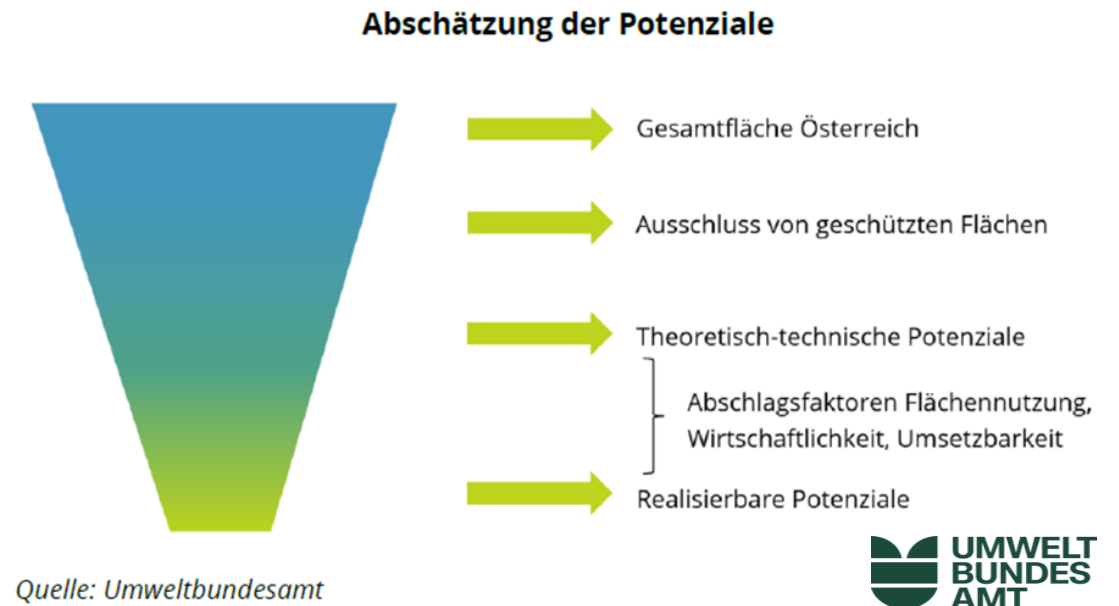 Abschätzung der Potenziale
Gesamtfläche Österreich
Ausschluss von geschützten Flächen
Theoretisch-technische Potenziale
Abschlagsfaktoren Flächennutzung,
Wirtschaftlichkeit, Umsetzbarkeit
Realisierbare Potenziale
Quelle: Umweltbundesamt
UMWELT
BUNDES
AMT